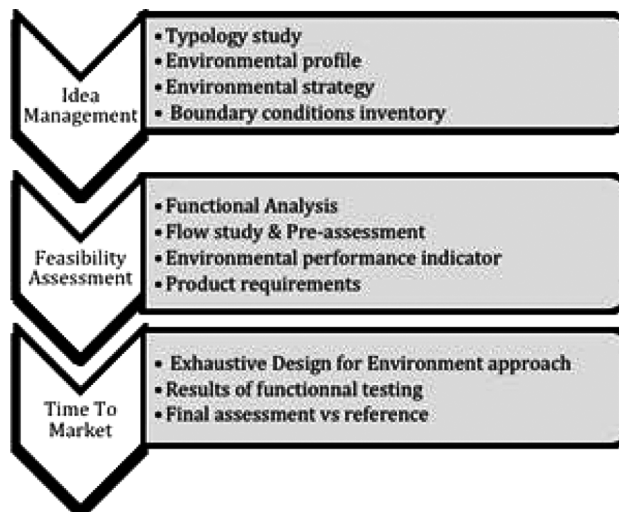 Idea
Management
• Typology study
• Environmental profile
• Environmental strategy
• Boundary conditions inventory
Feasibility
Assessment
• Functional Analysis
• Flow study & Pre-assessment
• Environmental performance indicator
• Product requirements
Time To
Market
• Exhaustive Design for Environment approach
• Results of functionnal testing
• Final assessment vs reference